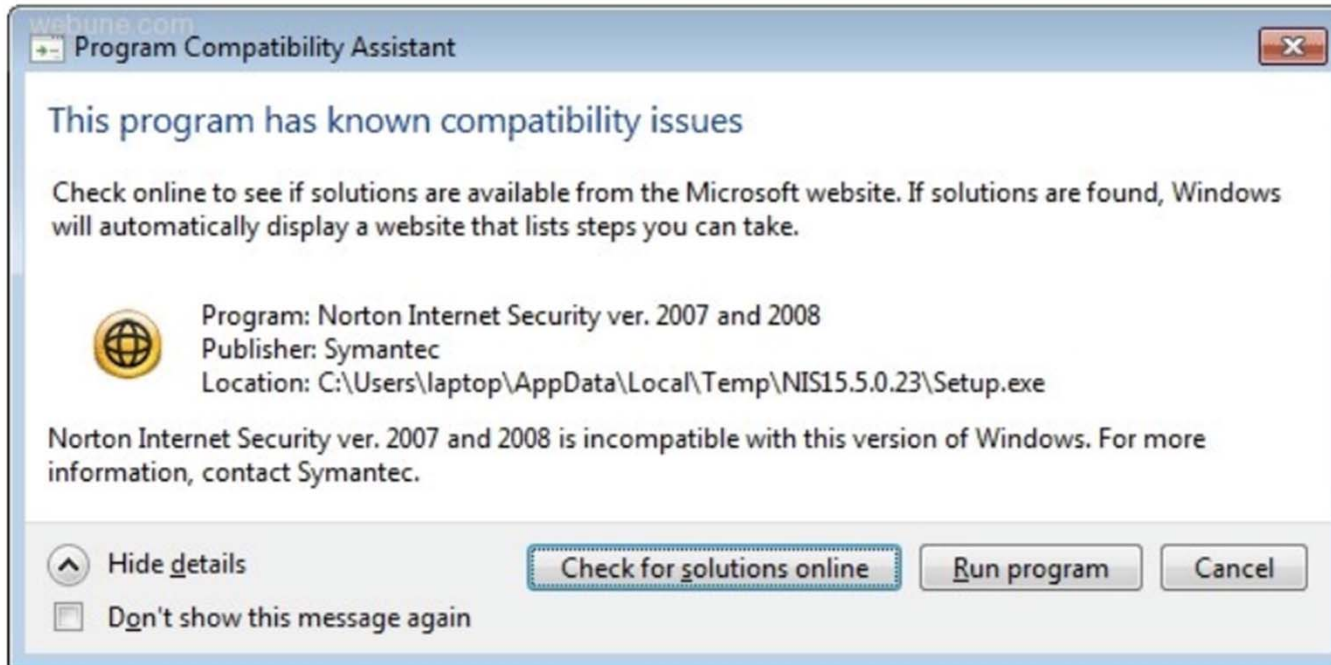 webune.com
Program Compatibility Assistant
This program has known compatibility issues
Check online to see if solutions are available from the Microsoft website. If solutions are found, Windows
will automatically display a website that lists steps you can take.
Program: Norton Internet Security ver. 2007 and 2008
Publisher: Symantec
Location: C:\Users\laptop\AppData\Local\Temp\NIS15.5.0.23\Setup.exe
Norton Internet Security ver. 2007 and 2008 is incompatible with this version of Windows. For more
information, contact Symantec.
Hide details Check for solutions online Run program Cancel
Don't show this message again